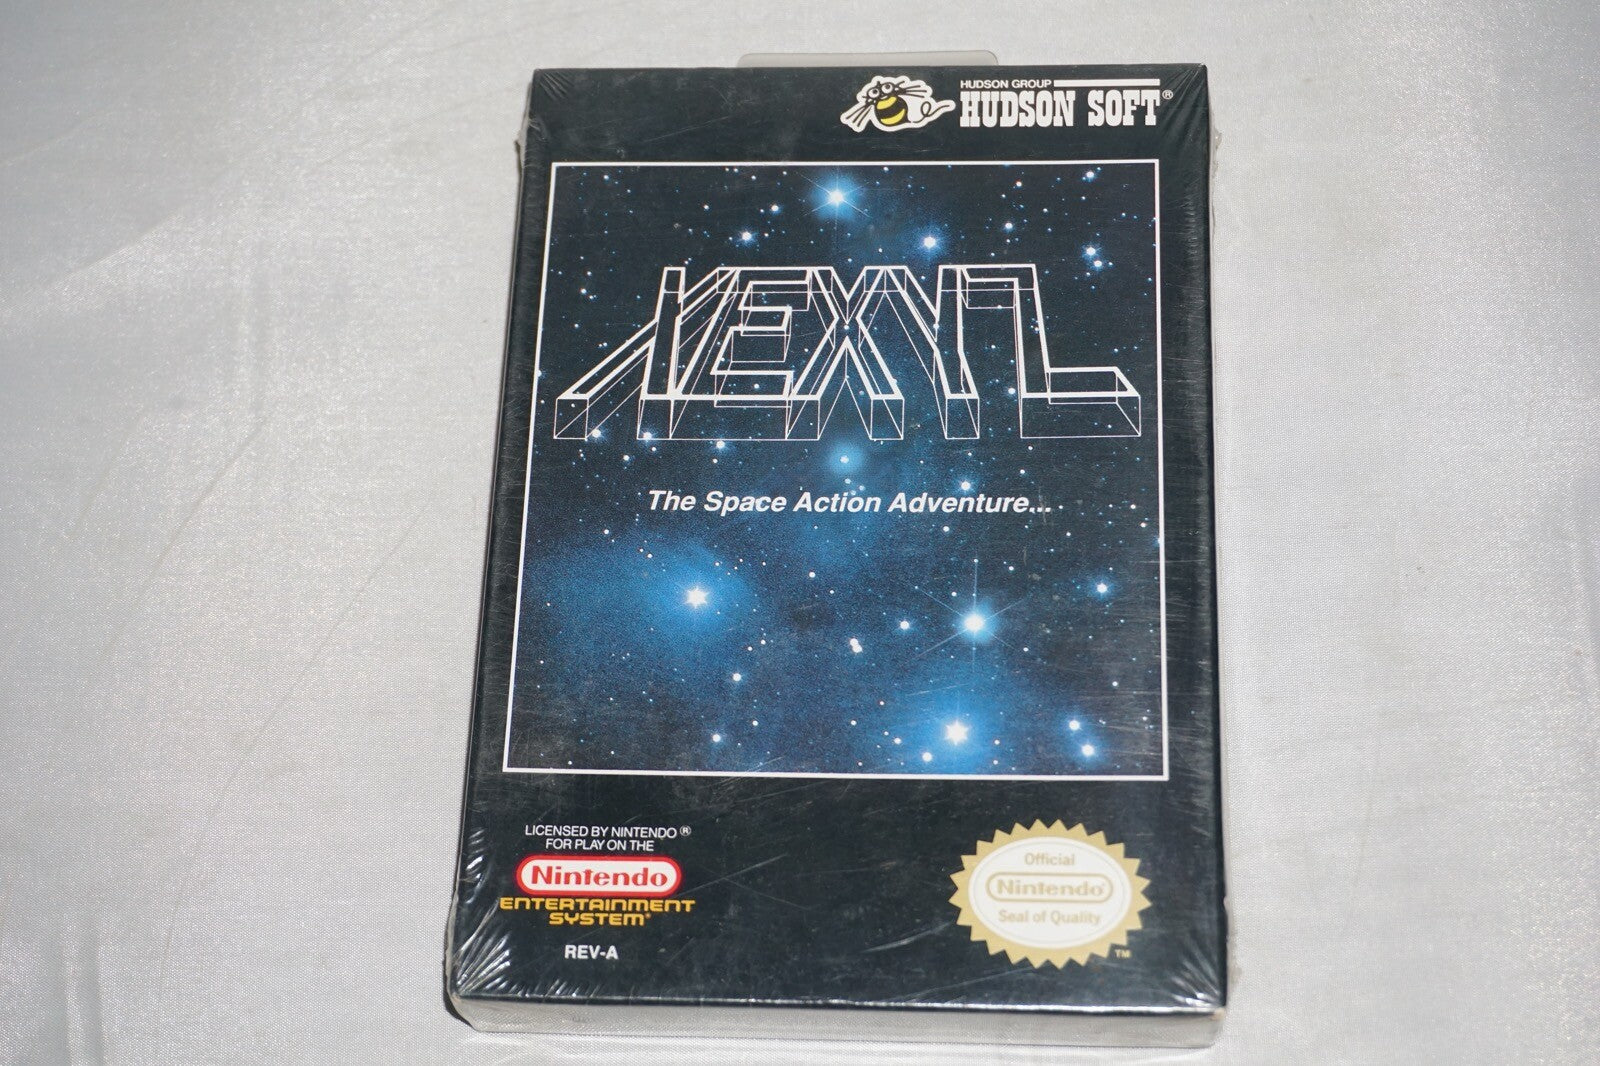 HUDSON GROUP
HUDSON SOFT®
XEXYZ
The Space Action Adventure...
LICENSED BY NINTENDO®
FOR PLAY ON THE
Nintendo
ENTERTAINMENT
SYSTEM®
REV-A
Official
Nintendo®
Seal of Quality
TM